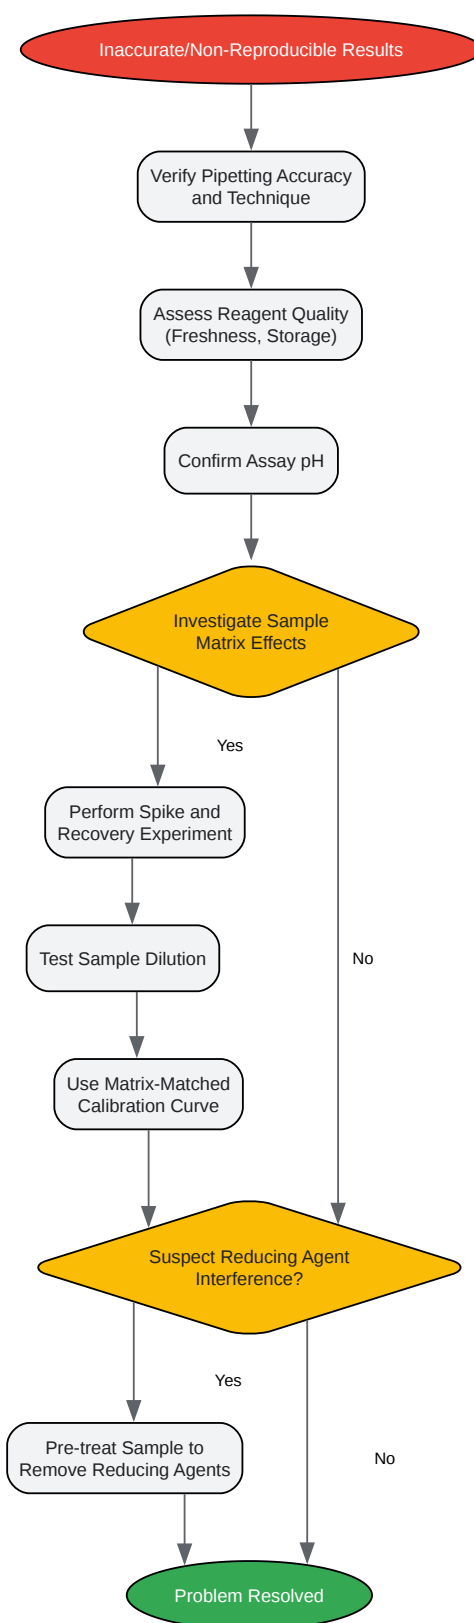 Inaccurate/Non-Reproducible Results
Verify Pipetting Accuracy
and Technique
Assess Reagent Quality
(Freshness, Storage)
Confirm Assay pH
Investigate Sample
Matrix Effects
Yes
Perform Spike and
Recovery Experiment
Test Sample Dilution
No
Use Matrix-Matched
Calibration Curve
Suspect Reducing Agent
Interference?
Yes
Pre-treat Sample to
Remove Reducing Agents
No
Problem Resolved